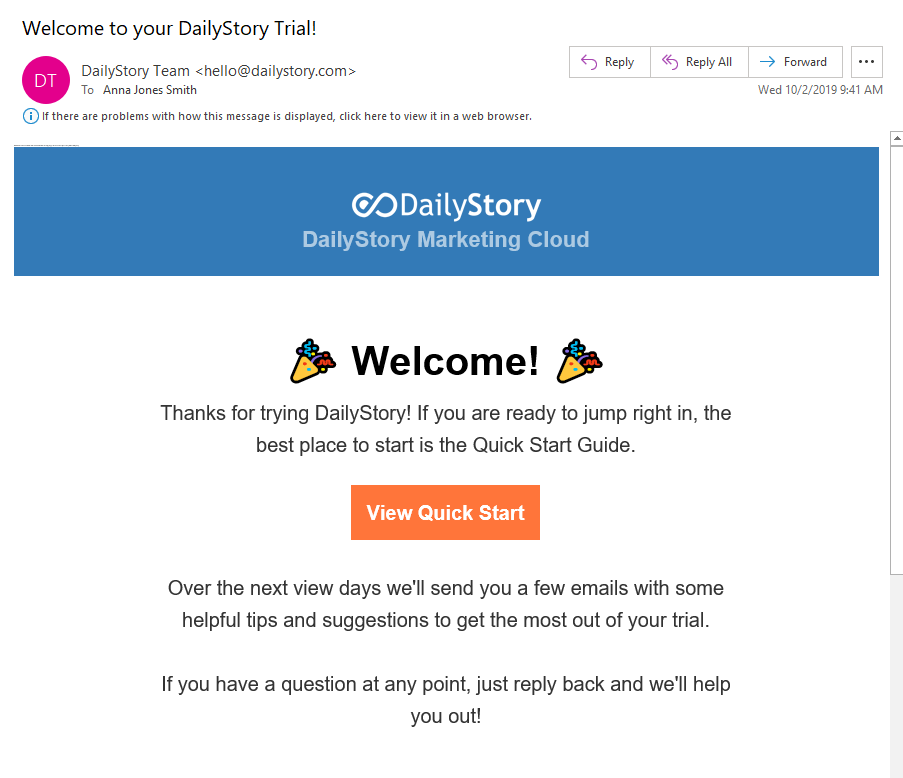 Welcome to your DailyStory Trial!
DT
DailyStory Team <hello@dailystory.com>
To Anna Jones Smith
Reply
Reply All
Forward
Wed 10/2/2019 9:41 AM
If there are problems with how this message is displayed, click here to view it in a web browser.
DailyStory
DailyStory Marketing Cloud
Welcome!
Thanks for trying DailyStory! If you are ready to jump right in, the
best place to start is the Quick Start Guide.
View Quick Start
Over the next view days we'll send you a few emails with some
helpful tips and suggestions to get the most out of your trial.
If you have a question at any point, just reply back and we'll help
you out!